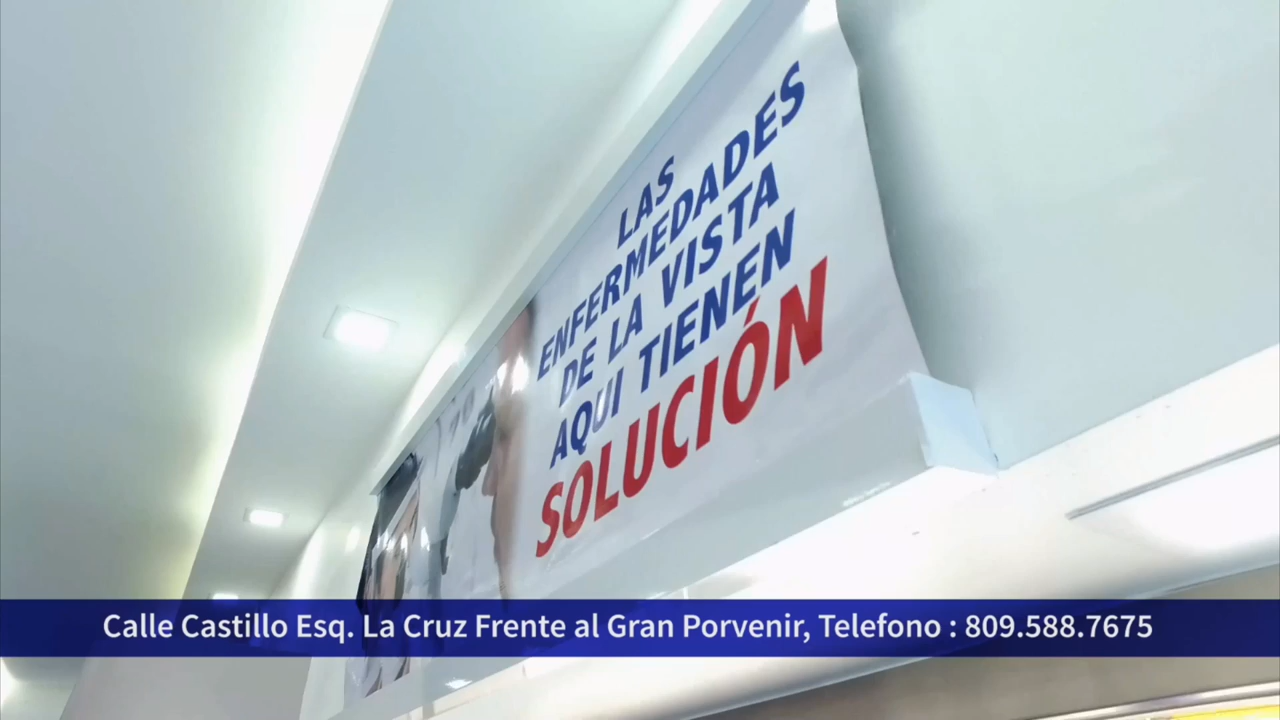 LAS
ENFERMEDADES
DE LA VISTA
AQUI TIENEN
SOLUCIÓN
Calle Castillo Esq. La Cruz Frente al Gran Porvenir, Telefono : 809.588.7675